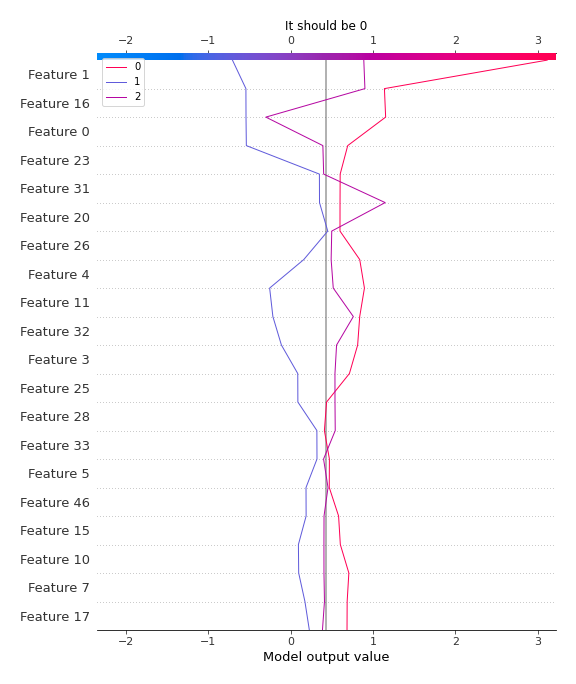 It should be 0
−2 −1 0 1 2 3
0
1
2
Feature 1
Feature 16
Feature 0
Feature 23
Feature 31
Feature 20
Feature 26
Feature 4
Feature 11
Feature 32
Feature 3
Feature 25
Feature 28
Feature 33
Feature 5
Feature 46
Feature 15
Feature 10
Feature 7
Feature 17
−2 −1 0 1 2 3
Model output value